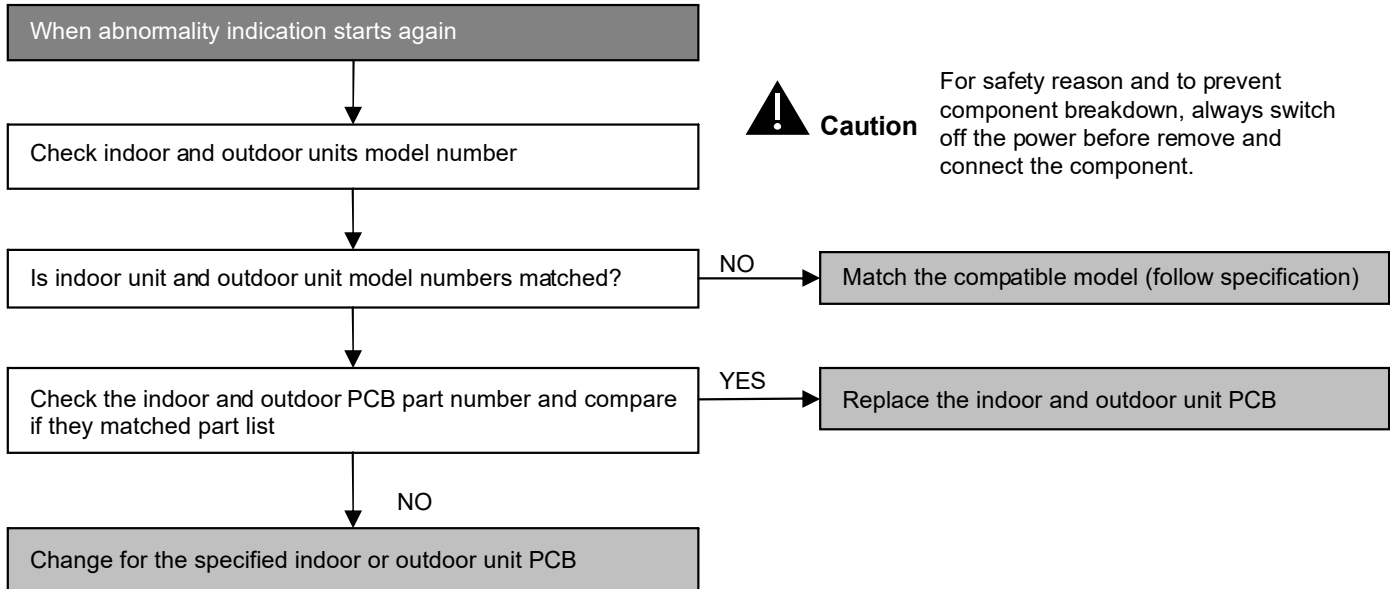 When abnormality indication starts again
For safety reason and to prevent
component breakdown, always switch
off the power before remove and
connect the component.
Caution
Check indoor and outdoor units model number
Is indoor unit and outdoor unit model numbers matched?
NO
Match the compatible model (follow specification)
Check the indoor and outdoor PCB part number and compare
if they matched part list
YES
Replace the indoor and outdoor unit PCB
NO
Change for the specified indoor or outdoor unit PCB